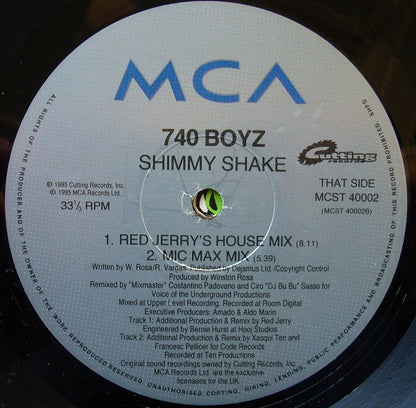 MCA
740 BOYZ
SHIMMY SHAKE
Cutting
records
℗ 1995 Cutting Records, Inc.
© 1995 MCA Records Ltd.
33⅓ RPM
THAT SIDE
MCST 40002
(MCST 40002B)
1. RED JERRY'S HOUSE MIX (8.11)
2. MIC MAX MIX (5.39)
Written by W. Rosa/R. Vargas. Published by Dejamus Ltd./Copyright Control
Produced by Winston Rosa
Remixed by "Mixmaster" Costantino Padovano and Ciro "DJ Bu Bu" Sasso for
Voice of the Underground Productions
Mixed at Upper Level Recording. Recorded at Room Digital
Executive Producers: Amado & Aldo Marin
Track 1: Additional Production & Remix by Red Jerry
Engineered by Bernie Hurst at Hooj Studios
Track 2: Additional Production & Remix by Xasqui Ten and
Francesc Pellicer for Code Records
Recorded at Ten Productions
Original sound recordings owned by Cutting Records, Inc.
MCA Records Ltd. are the exclusive
licensees for the UK
ALL RIGHTS OF THE PRODUCER AND OF THE OWNER OF THE WORK REPRODUCED RESERVED UNAUTHORISED COPYING, HIRING, LENDING, PUBLIC PERFORMANCE AND BROADCASTING OF THIS RECORD PROHIBITED.